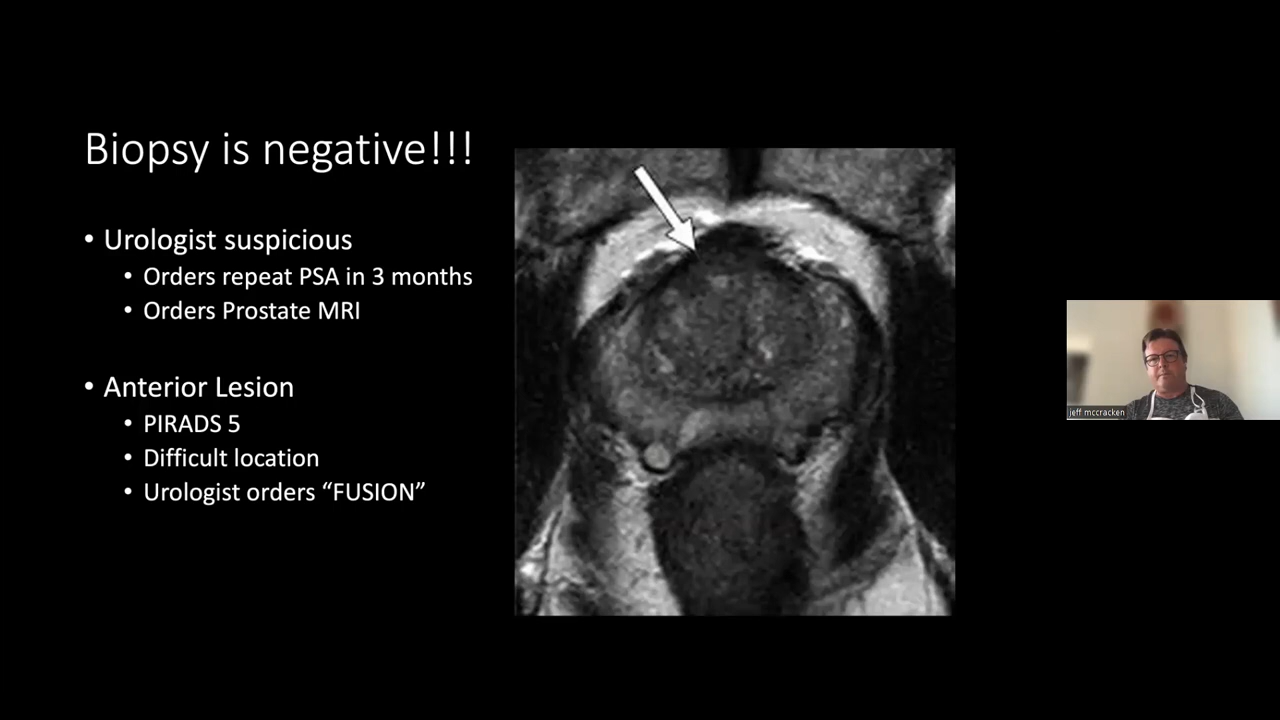 Biopsy is negative!!!
• Urologist suspicious
• Orders repeat PSA in 3 months
• Orders Prostate MRI
• Anterior Lesion
• PIRADS 5
• Difficult location
• Urologist orders “FUSION”
jeff mccracken